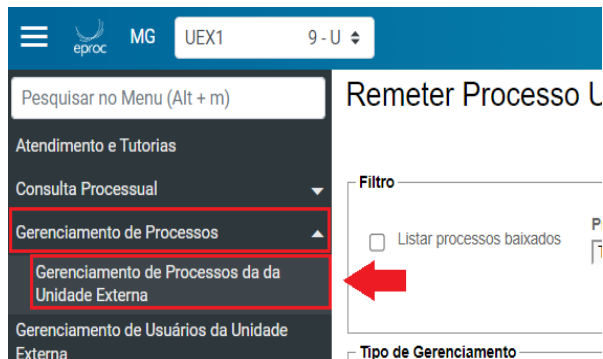 eproc
MG
UEX1 9 - U
Pesquisar no Menu (Alt + m)
Atendimento e Tutorias
Consulta Processual
Gerenciamento de Processos
Gerenciamento de Processos da da
Unidade Externa
Gerenciamento de Usuários da Unidade
Externa
Remeter Processo U
Filtro
Listar processos baixados
P
T
Tipo de Gerenciamento